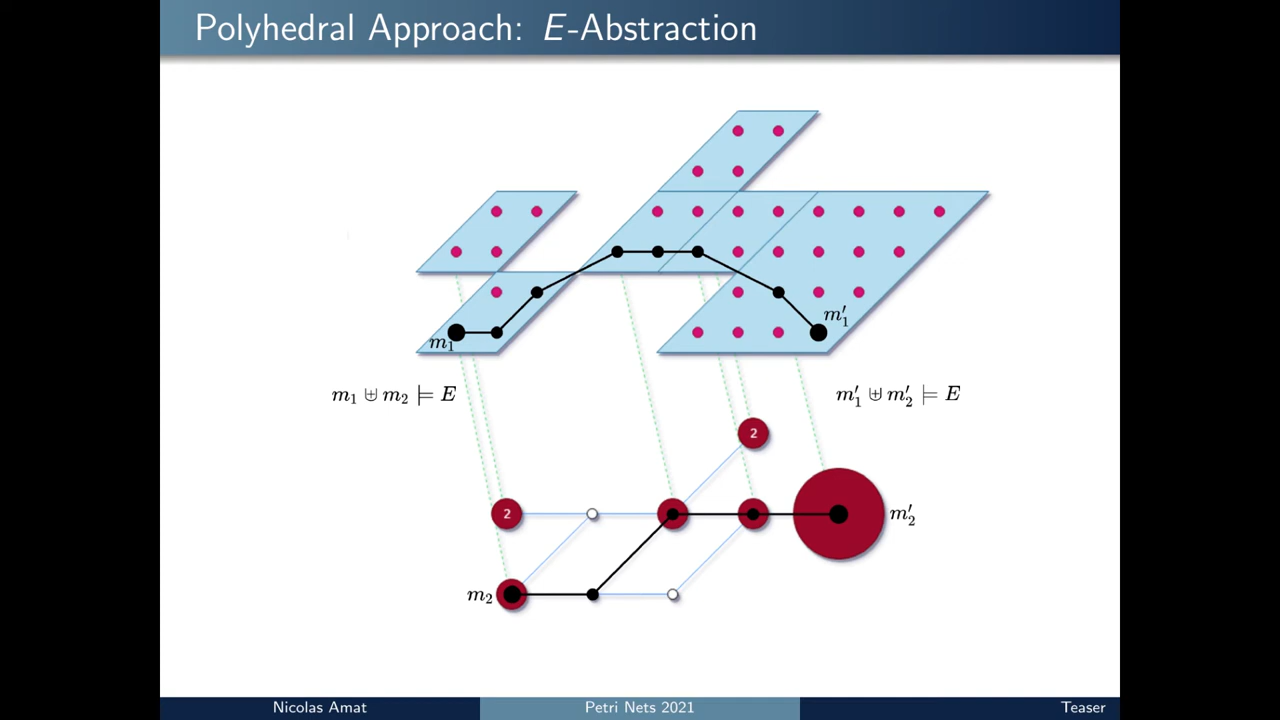 Polyhedral Approach: E-Abstraction
m₁
m′₁
m₁ ⊎ m₂ ⊨ E
m′₁ ⊎ m′₂ ⊨ E
2
2
m′₂
m₂
Nicolas Amat
Petri Nets 2021
Teaser